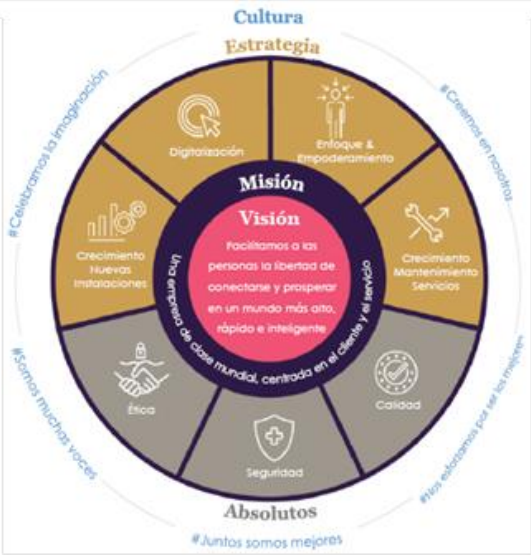 Cultura
Estrategia
#Celebramos la imaginación
#Creemos en nosotros
Digitalización
Enfoque &
Empoderamiento
Crecimiento
Nuevas
Instalaciones
Crecimiento
Mantenimiento
Servicios
Misión
Una empresa de clase mundial, centrada en el cliente y el servicio
Visión
Facilitamos a las
personas la libertad de
conectarse y prosperar
en un mundo más alto,
rápido e inteligente
Ética
Calidad
Seguridad
Absolutos
#Somos muchas voces
#Nos esforzamos por ser los mejores
#Juntos somos mejores